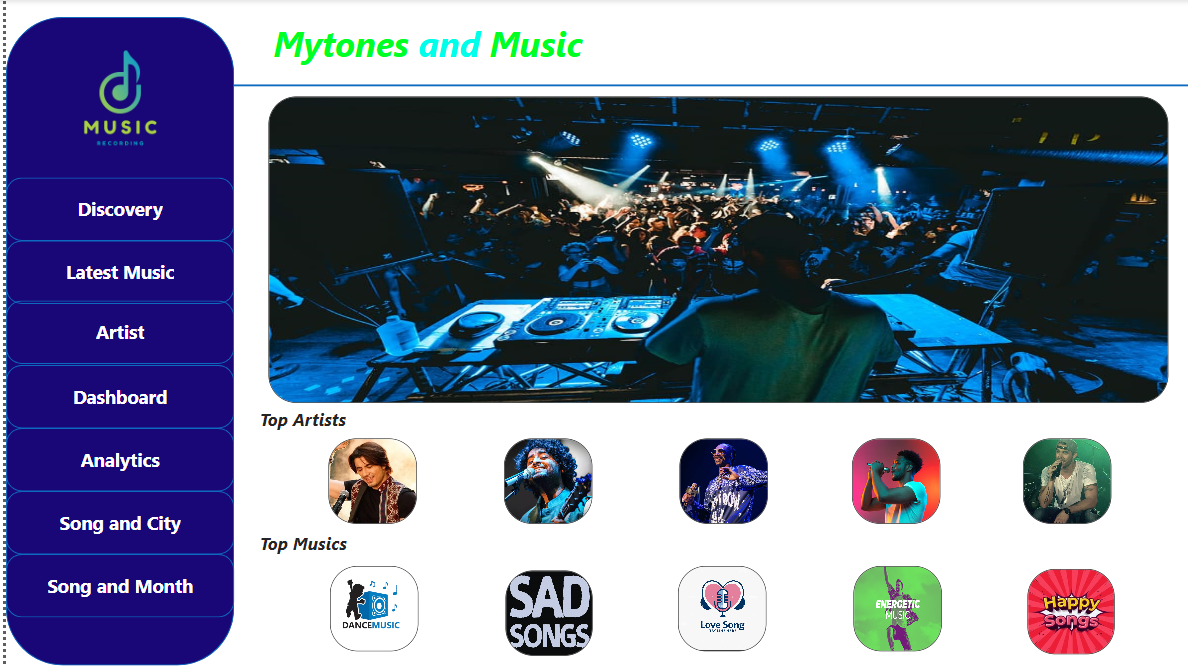 Mytones and Music
MUSIC
RECORDING
Discovery
Latest Music
Artist
Dashboard
Analytics
Song and City
Song and Month
Top Artists
Top Musics
DANCEMUSIC
SAD
SONGS
Love Song
ENERGETIC
MUSIC
Happy
Songs